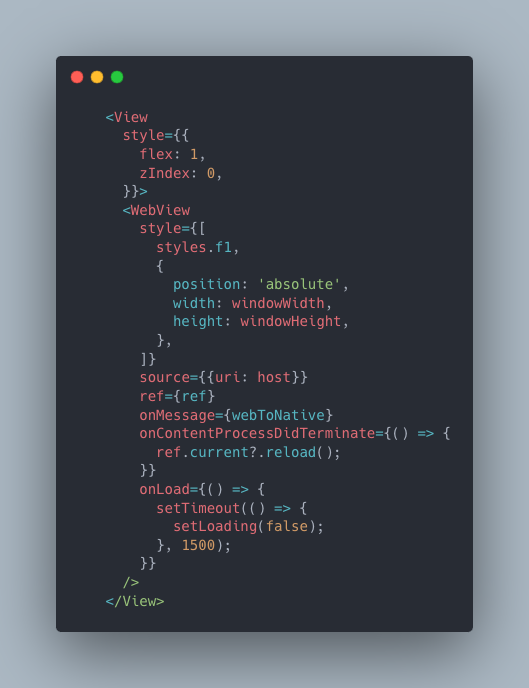 <View
  style={{
    flex: 1,
    zIndex: 0,
  }}>
  <WebView
    style={[
      styles.f1,
      {
        position: 'absolute',
        width: windowWidth,
        height: windowHeight,
      },
    ]}
    source={{uri: host}}
    ref={ref}
    onMessage={webToNative}
    onContentProcessDidTerminate={() => {
      ref.current?.reload();
    }}
    onLoad={() => {
      setTimeout(() => {
        setLoading(false);
      }, 1500);
    }}
  />
</View>